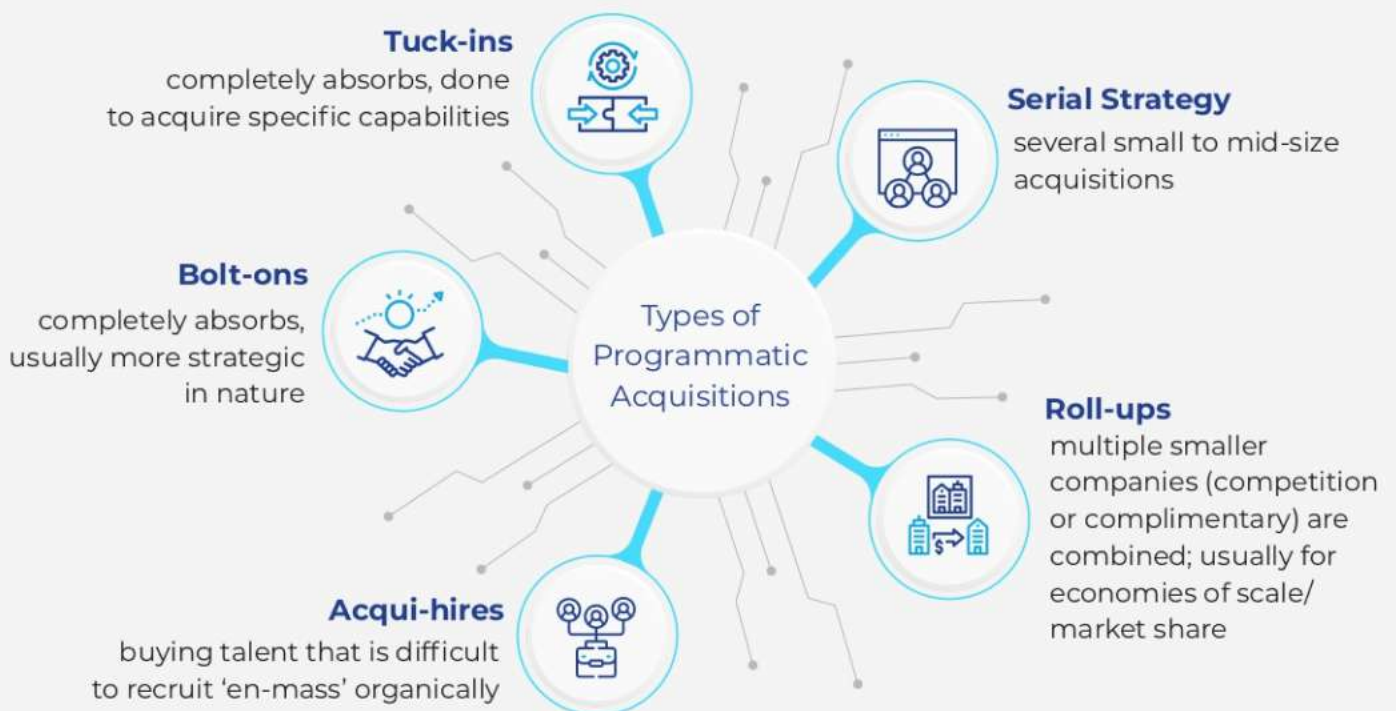 Tuck-ins
completely absorbs, done
to acquire specific capabilities
Serial Strategy
several small to mid-size
acquisitions
Bolt-ons
completely absorbs,
usually more strategic
in nature
Types of
Programmatic
Acquisitions
Roll-ups
multiple smaller
companies (competition
or complimentary) are
combined; usually for
economies of scale/
market share
Acqui-hires
buying talent that is difficult
to recruit ‘en-mass’ organically
$